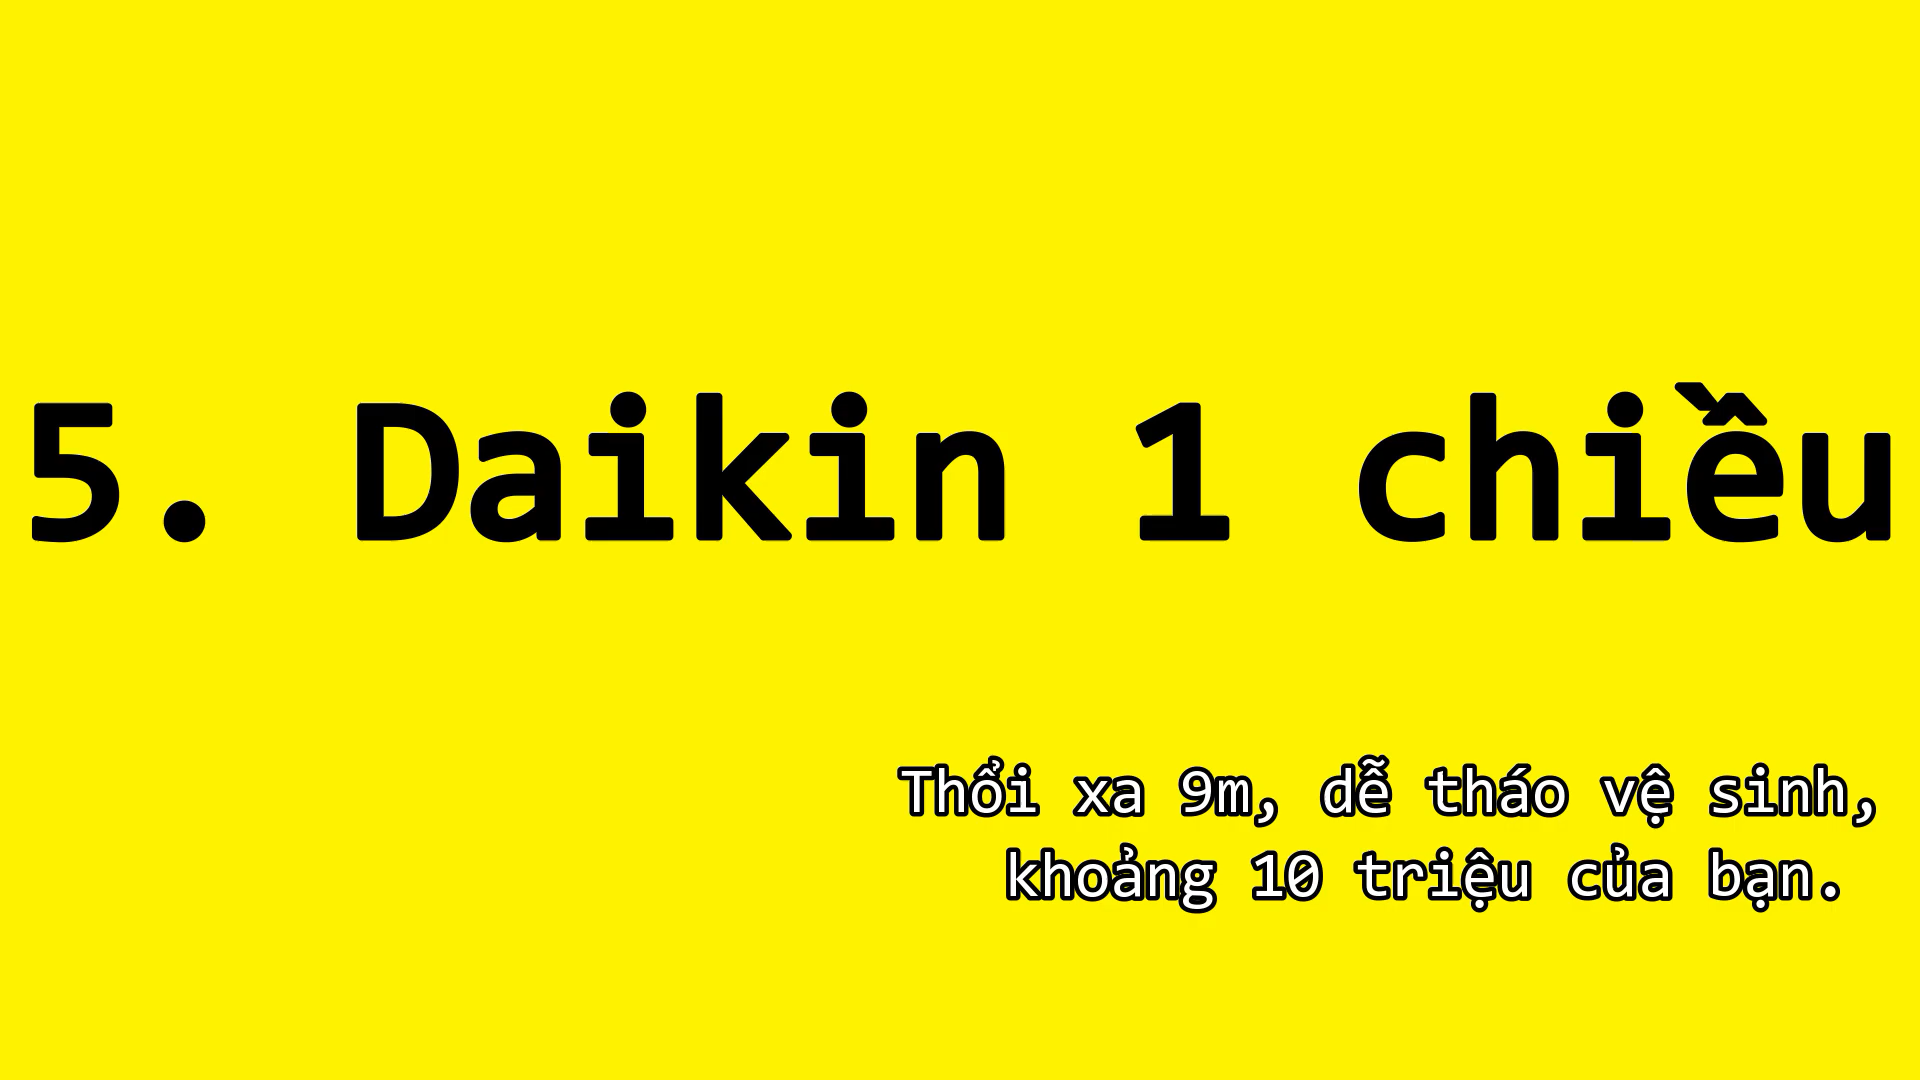 5. Daikin 1 chiều
Thổi xa 9m, dễ tháo vệ sinh,
khoảng 10 triệu của bạn.